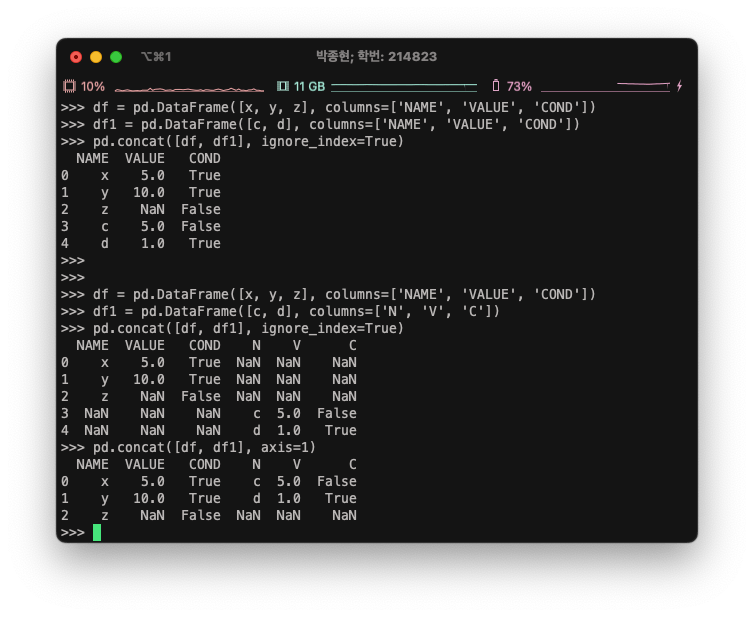 ⌥⌘1 박종현; 학번: 214823
10% 11 GB 73%
>>> df = pd.DataFrame([x, y, z], columns=['NAME', 'VALUE', 'COND'])
>>> df1 = pd.DataFrame([c, d], columns=['NAME', 'VALUE', 'COND'])
>>> pd.concat([df, df1], ignore_index=True)
  NAME  VALUE   COND
0    x    5.0   True
1    y   10.0   True
2    z    NaN  False
3    c    5.0  False
4    d    1.0   True
>>>
>>>
>>> df = pd.DataFrame([x, y, z], columns=['NAME', 'VALUE', 'COND'])
>>> df1 = pd.DataFrame([c, d], columns=['N', 'V', 'C'])
>>> pd.concat([df, df1], ignore_index=True)
  NAME  VALUE   COND    N    V      C
0    x    5.0   True  NaN  NaN    NaN
1    y   10.0   True  NaN  NaN    NaN
2    z    NaN  False  NaN  NaN    NaN
3  NaN    NaN    NaN    c  5.0  False
4  NaN    NaN    NaN    d  1.0   True
>>> pd.concat([df, df1], axis=1)
  NAME  VALUE   COND    N    V      C
0    x    5.0   True    c  5.0  False
1    y   10.0   True    d  1.0   True
2    z    NaN  False  NaN  NaN    NaN
>>>